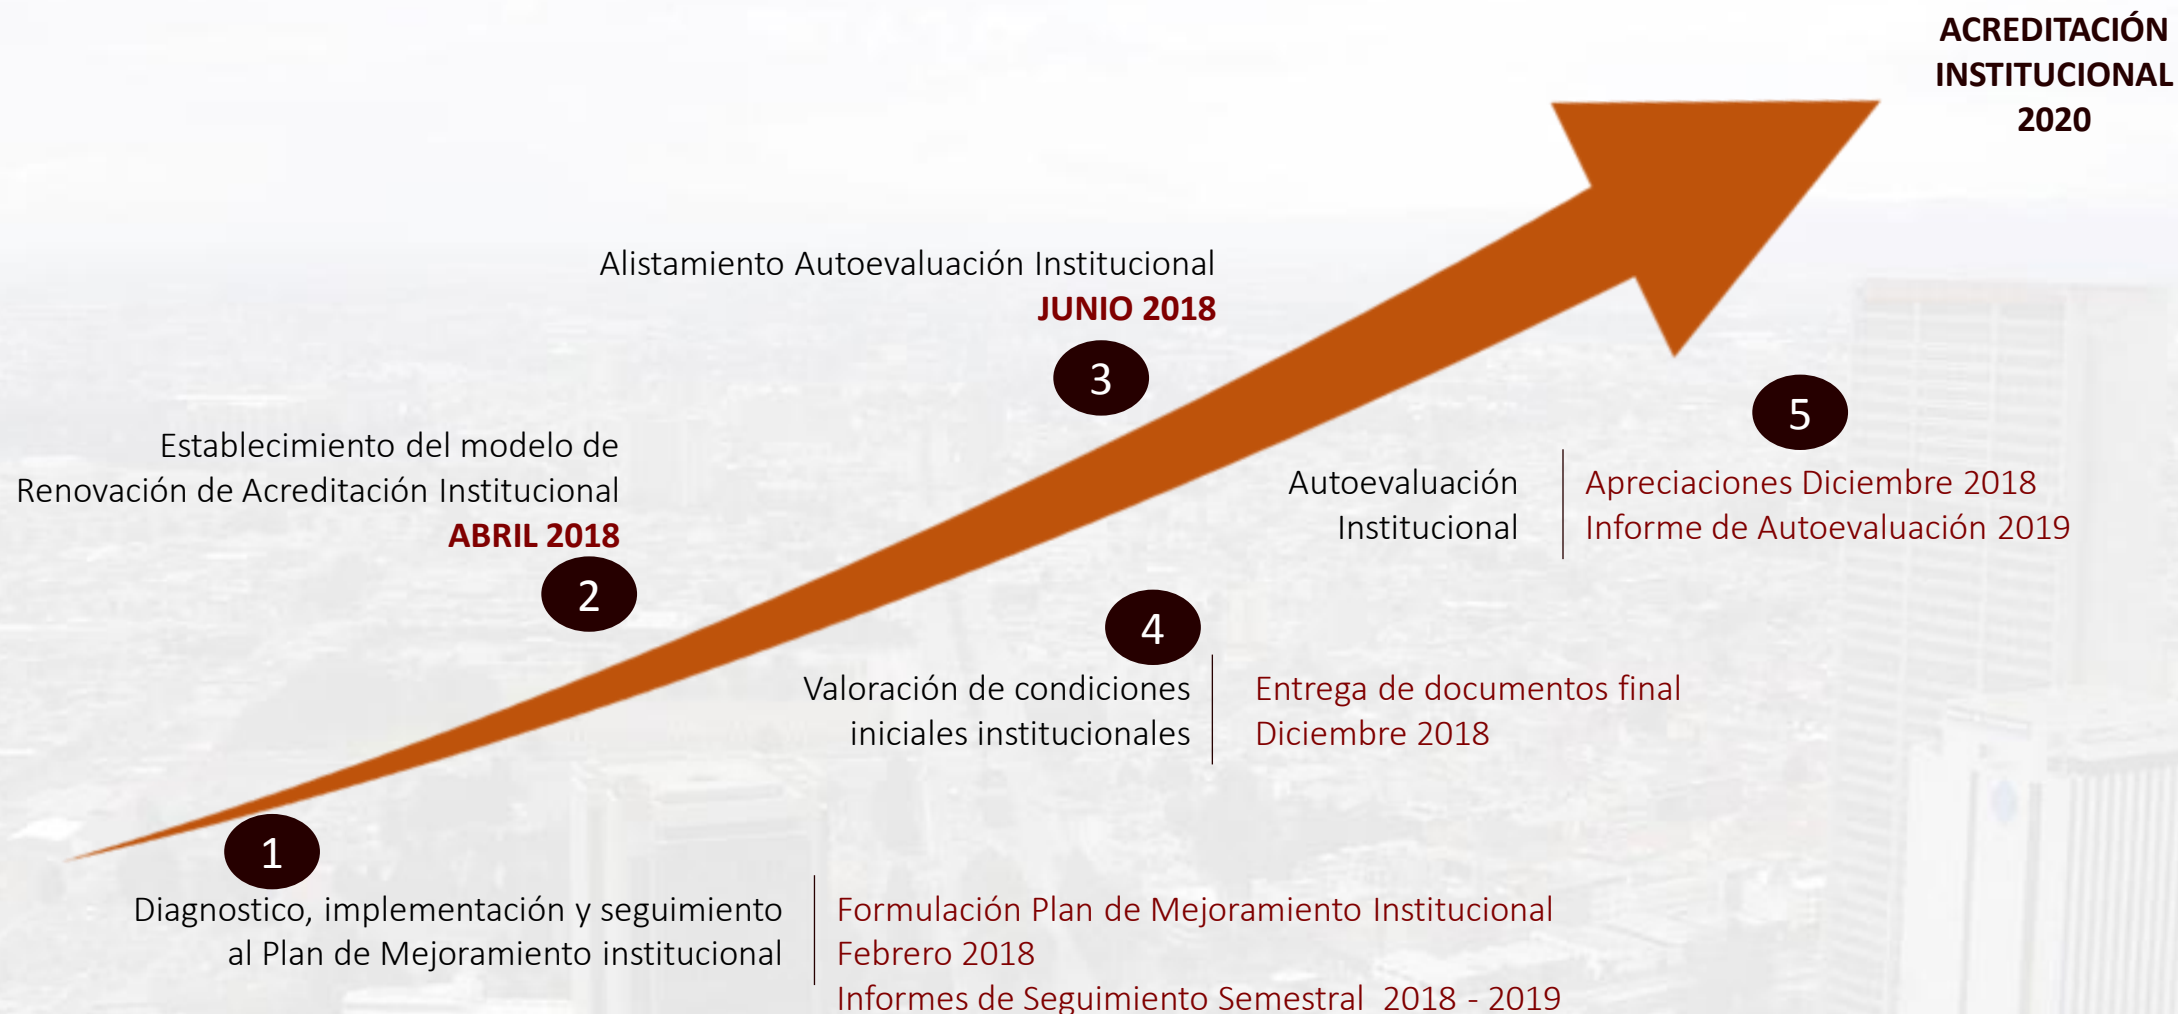 ACREDITACIÓN
INSTITUCIONAL
2020
Alistamiento Autoevaluación Institucional
JUNIO 2018
3
Establecimiento del modelo de
Renovación de Acreditación Institucional
ABRIL 2018
2
5
Autoevaluación
Institucional
Apreciaciones Diciembre 2018
Informe de Autoevaluación 2019
4
Valoración de condiciones
iniciales institucionales
Entrega de documentos final
Diciembre 2018
1
Diagnostico, implementación y seguimiento
al Plan de Mejoramiento institucional
Formulación Plan de Mejoramiento Institucional
Febrero 2018
Informes de Seguimiento Semestral 2018 - 2019